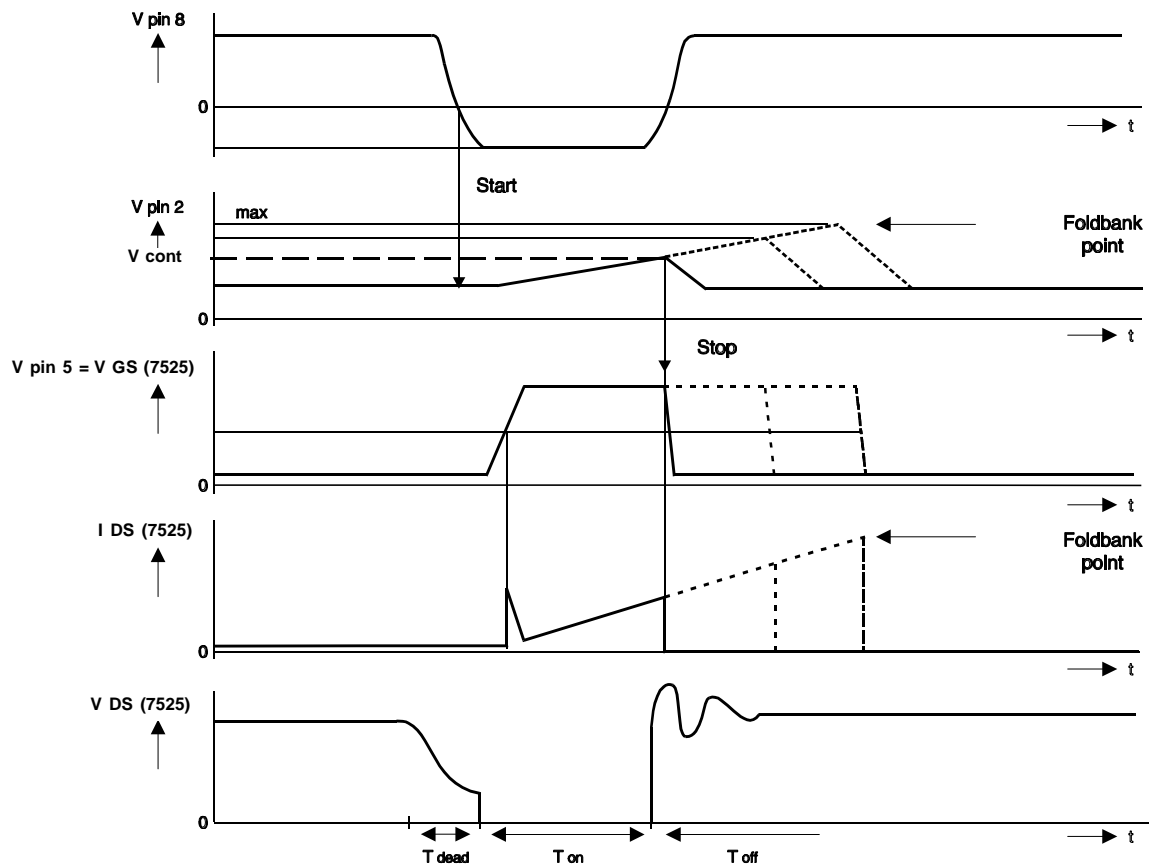 V pin 8
0
t
Start
V pin 2
max
Foldbank
point
V cont
0
t
Stop
V pin 5 = V GS (7525)
0
t
I DS (7525)
Foldbank
point
0
t
V DS (7525)
0
t
T dead
T on
T off